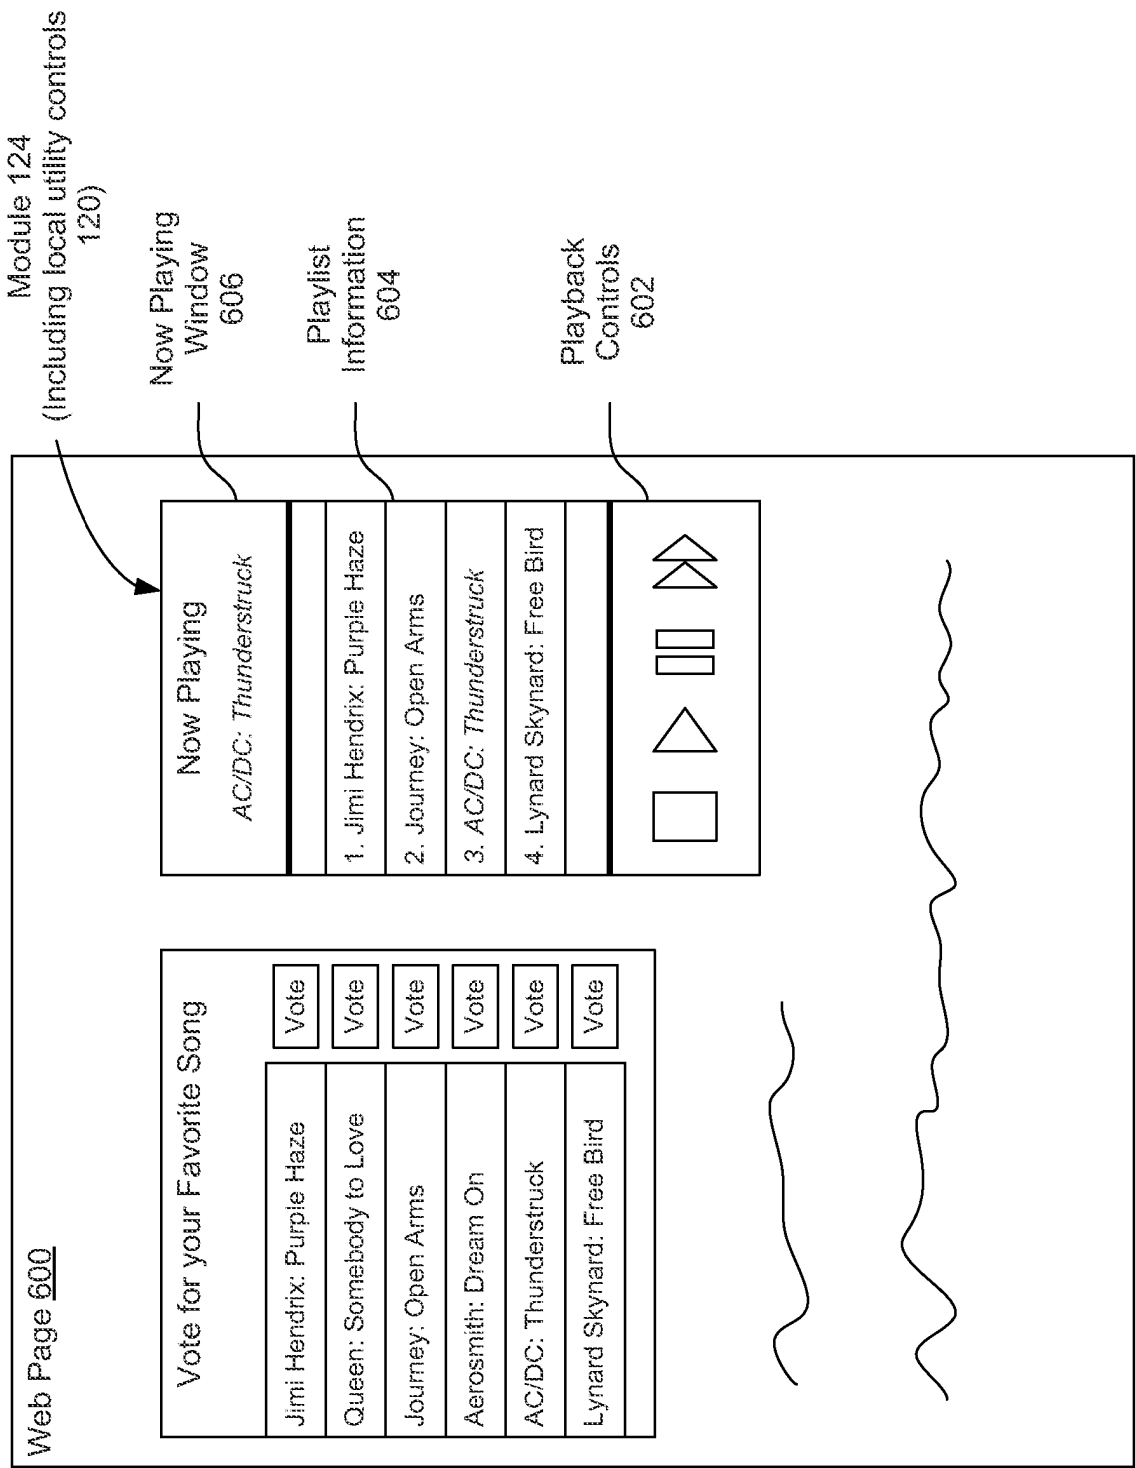 Web Page 600
Vote for your Favorite Song
Jimi Hendrix: Purple Haze Vote
Queen: Somebody to Love Vote
Journey: Open Arms Vote
Aerosmith: Dream On Vote
AC/DC: Thunderstruck Vote
Lynard Skynard: Free Bird Vote
Now Playing
AC/DC: Thunderstruck
1. Jimi Hendrix: Purple Haze
2. Journey: Open Arms
3. AC/DC: Thunderstruck
4. Lynard Skynard: Free Bird
Module 124
(Including local utility controls
120)
Now Playing
Window
606
Playlist
Information
604
Playback
Controls
602